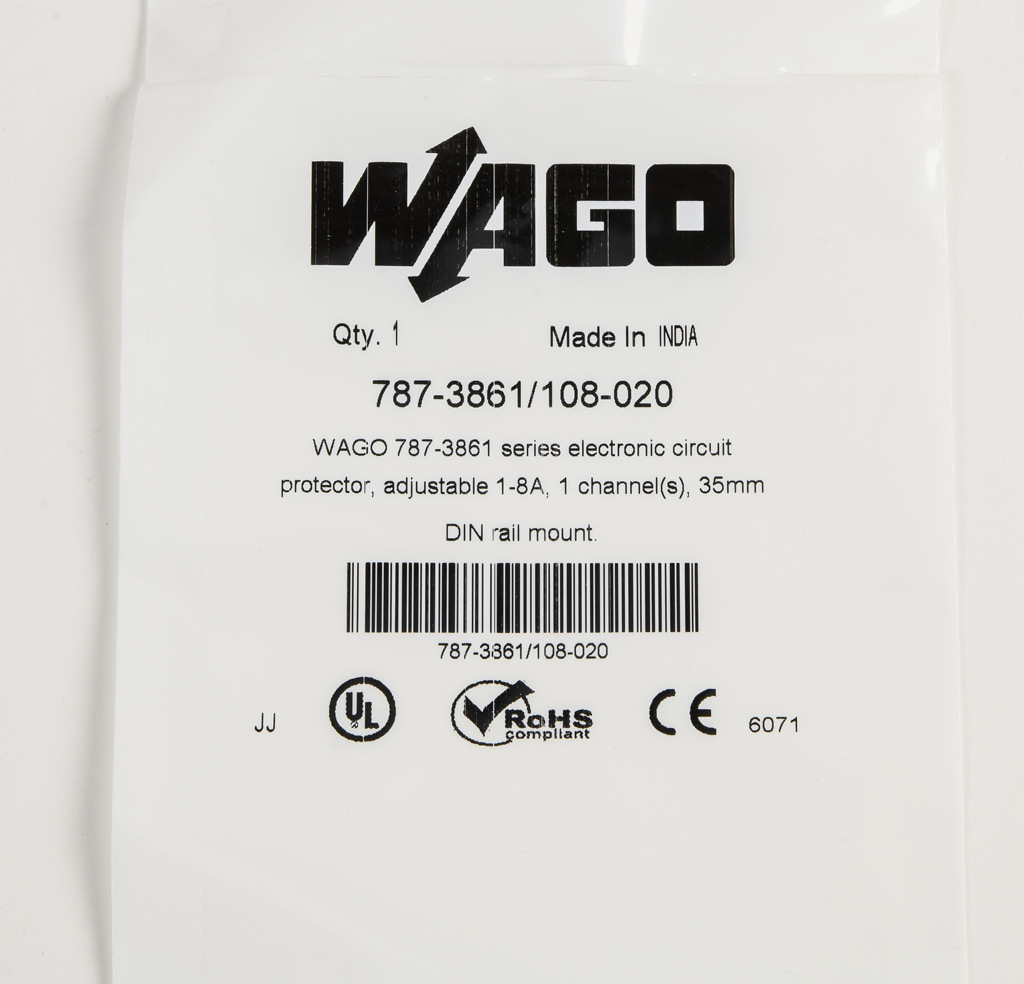 WAGO
Qty. 1 Made In INDIA
787-3861/108-020
WAGO 787-3861 series electronic circuit
protector, adjustable 1-8A, 1 channel(s), 35mm
DIN rail mount.
787-3861/108-020
JJ UL RoHS compliant CE 6071